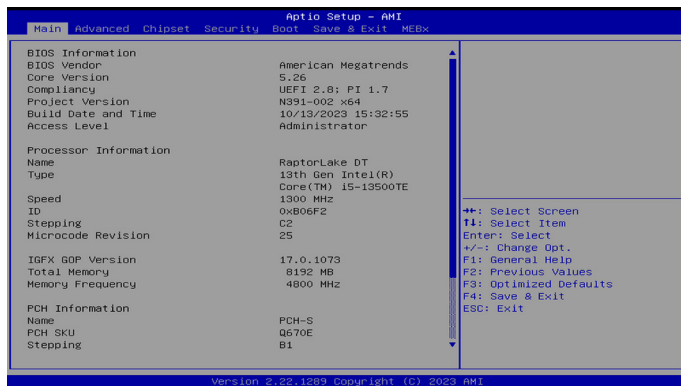 Aptio Setup – AMI
Main Advanced Chipset Security Boot Save & Exit MEBx
BIOS Information
BIOS Vendor American Megatrends
Core Version 5.26
Compliancy UEFI 2.8; PI 1.7
Project Version N391-002 x64
Build Date and Time 10/13/2023 15:32:55
Access Level Administrator
Processor Information
Name RaptorLake DT
Type 13th Gen Intel(R)
Core(TM) i5-13500TE
Speed 1300 MHz
ID 0xB06F2
Stepping C2
Microcode Revision 25
IGFX GOP Version 17.0.1073
Total Memory 8192 MB
Memory Frequency 4800 MHz
PCH Information
Name PCH-S
PCH SKU Q670E
Stepping B1
→←: Select Screen
↑↓: Select Item
Enter: Select
+/-: Change Opt.
F1: General Help
F2: Previous Values
F3: Optimized Defaults
F4: Save & Exit
ESC: Exit
Version 2.22.1289 Copyright (C) 2023 AMI